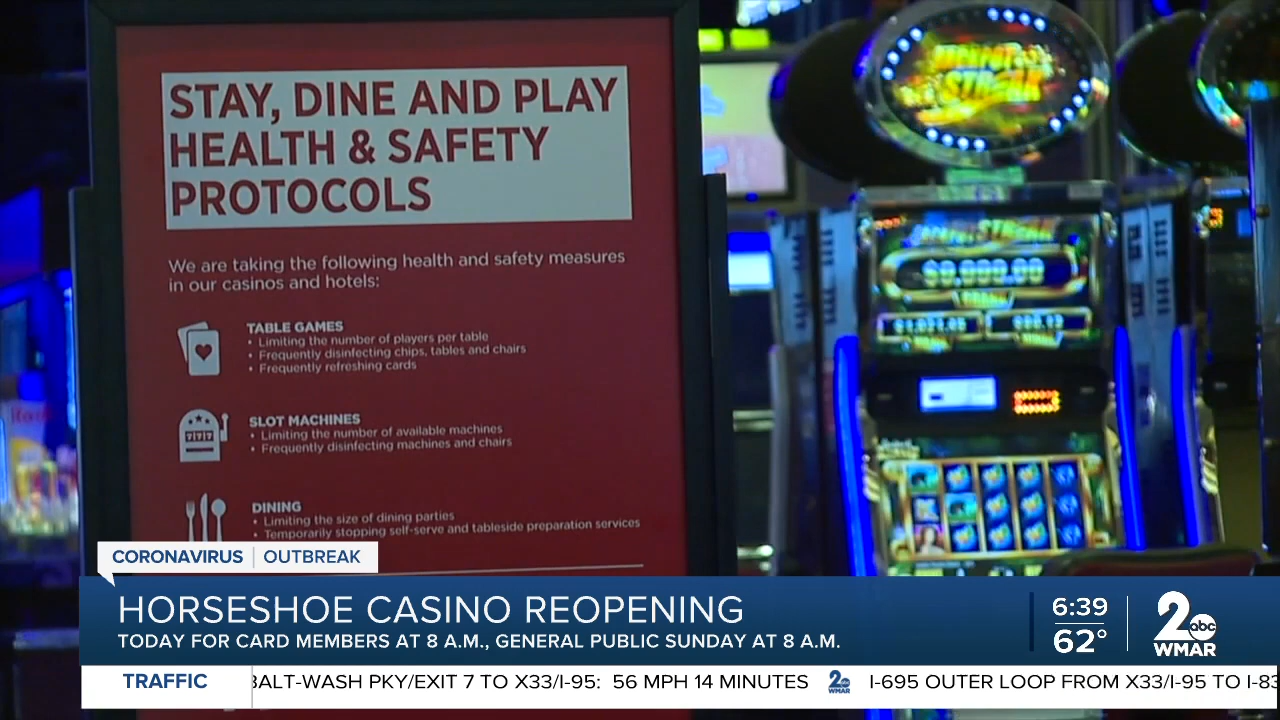 STAY, DINE AND PLAY
HEALTH & SAFETY
PROTOCOLS
We are taking the following health and safety measures
in our casinos and hotels:
TABLE GAMES
• Limiting the number of players per table
• Frequently disinfecting chips, tables and chairs
• Frequently refreshing cards
SLOT MACHINES
• Limiting the number of available machines
• Frequently disinfecting machines and chairs
DINING
• Limiting the size of dining parties
• Temporarily stopping self-serve and tableside preparation services
JACKPOT
STREAK
CORONAVIRUS | OUTBREAK
HORSESHOE CASINO REOPENING
TODAY FOR CARD MEMBERS AT 8 A.M., GENERAL PUBLIC SUNDAY AT 8 A.M.
6:39
62°
2 abc
WMAR
TRAFFIC
BALT-WASH PKY/EXIT 7 TO X33/I-95: 56 MPH 14 MINUTES 2 abc WMAR I-695 OUTER LOOP FROM X33/I-95 TO I-83